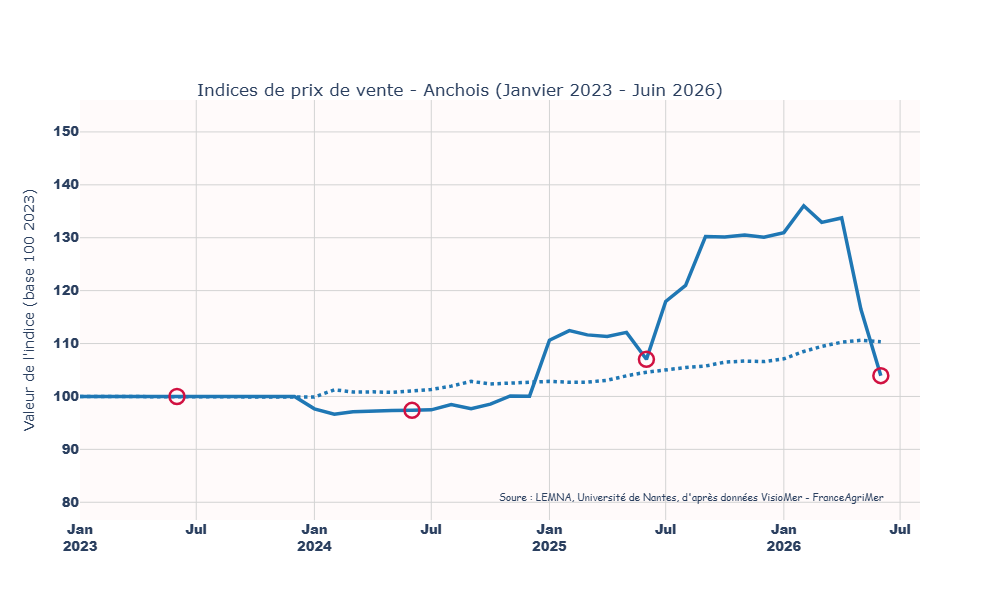 Indices de prix de vente - Anchois (Janvier 2023 - Juin 2026)
Valeur de l'indice (base 100 2023)
150
140
130
120
110
100
90
80
Soure : LEMNA, Université de Nantes, d'après données VisioMer - FranceAgriMer
Jan Jul Jan Jul Jan Jul Jan Jul
2023 2024 2025 2026